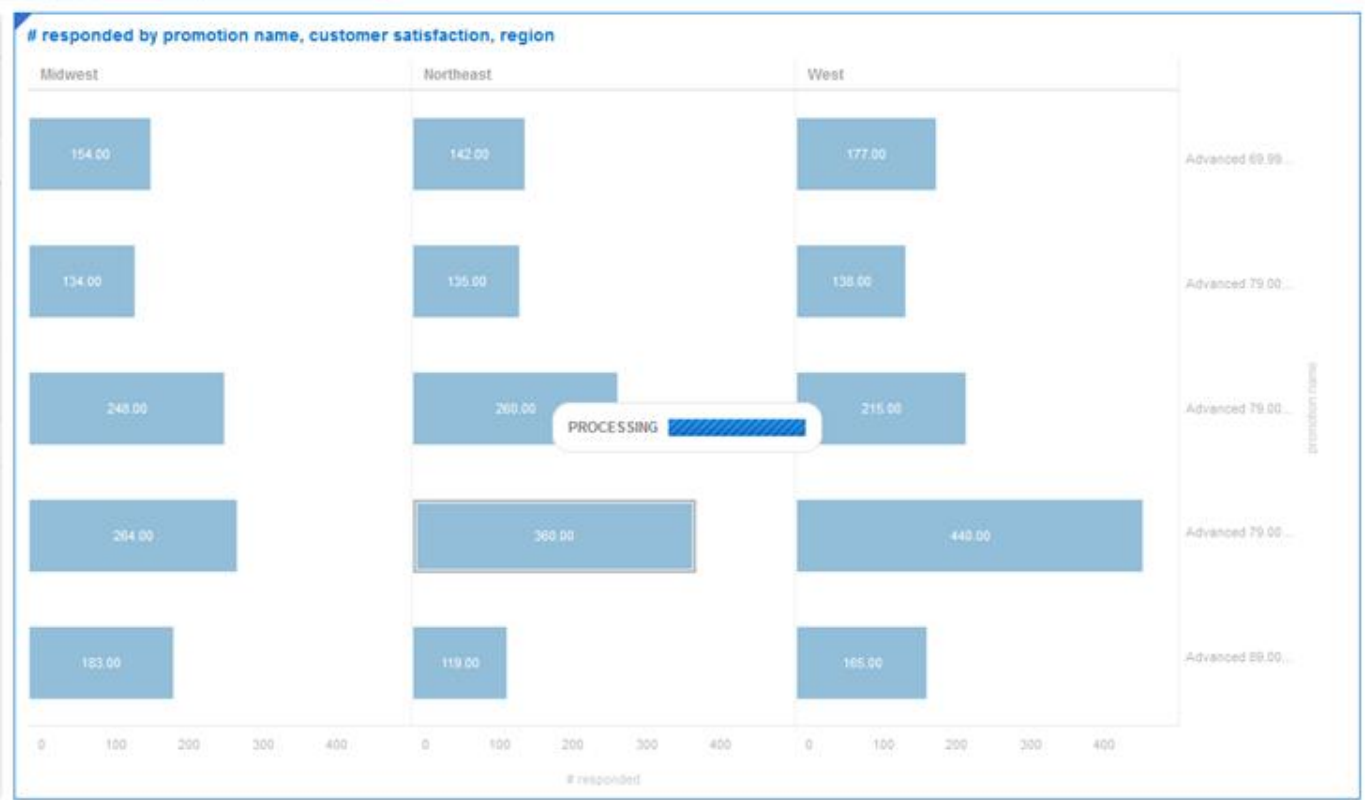 # responded by promotion name, customer satisfaction, region
Midwest Northeast West
154.00 142.00 177.00 Advanced 69.99...
134.00 135.00 138.00 Advanced 79.00...
248.00 260.00 215.00 Advanced 79.00...
PROCESSING
promotion name
264.00 360.00 440.00 Advanced 79.00...
183.00 119.00 165.00 Advanced 89.00...
0 100 200 300 400 0 100 200 300 400 0 100 200 300 400
# responded